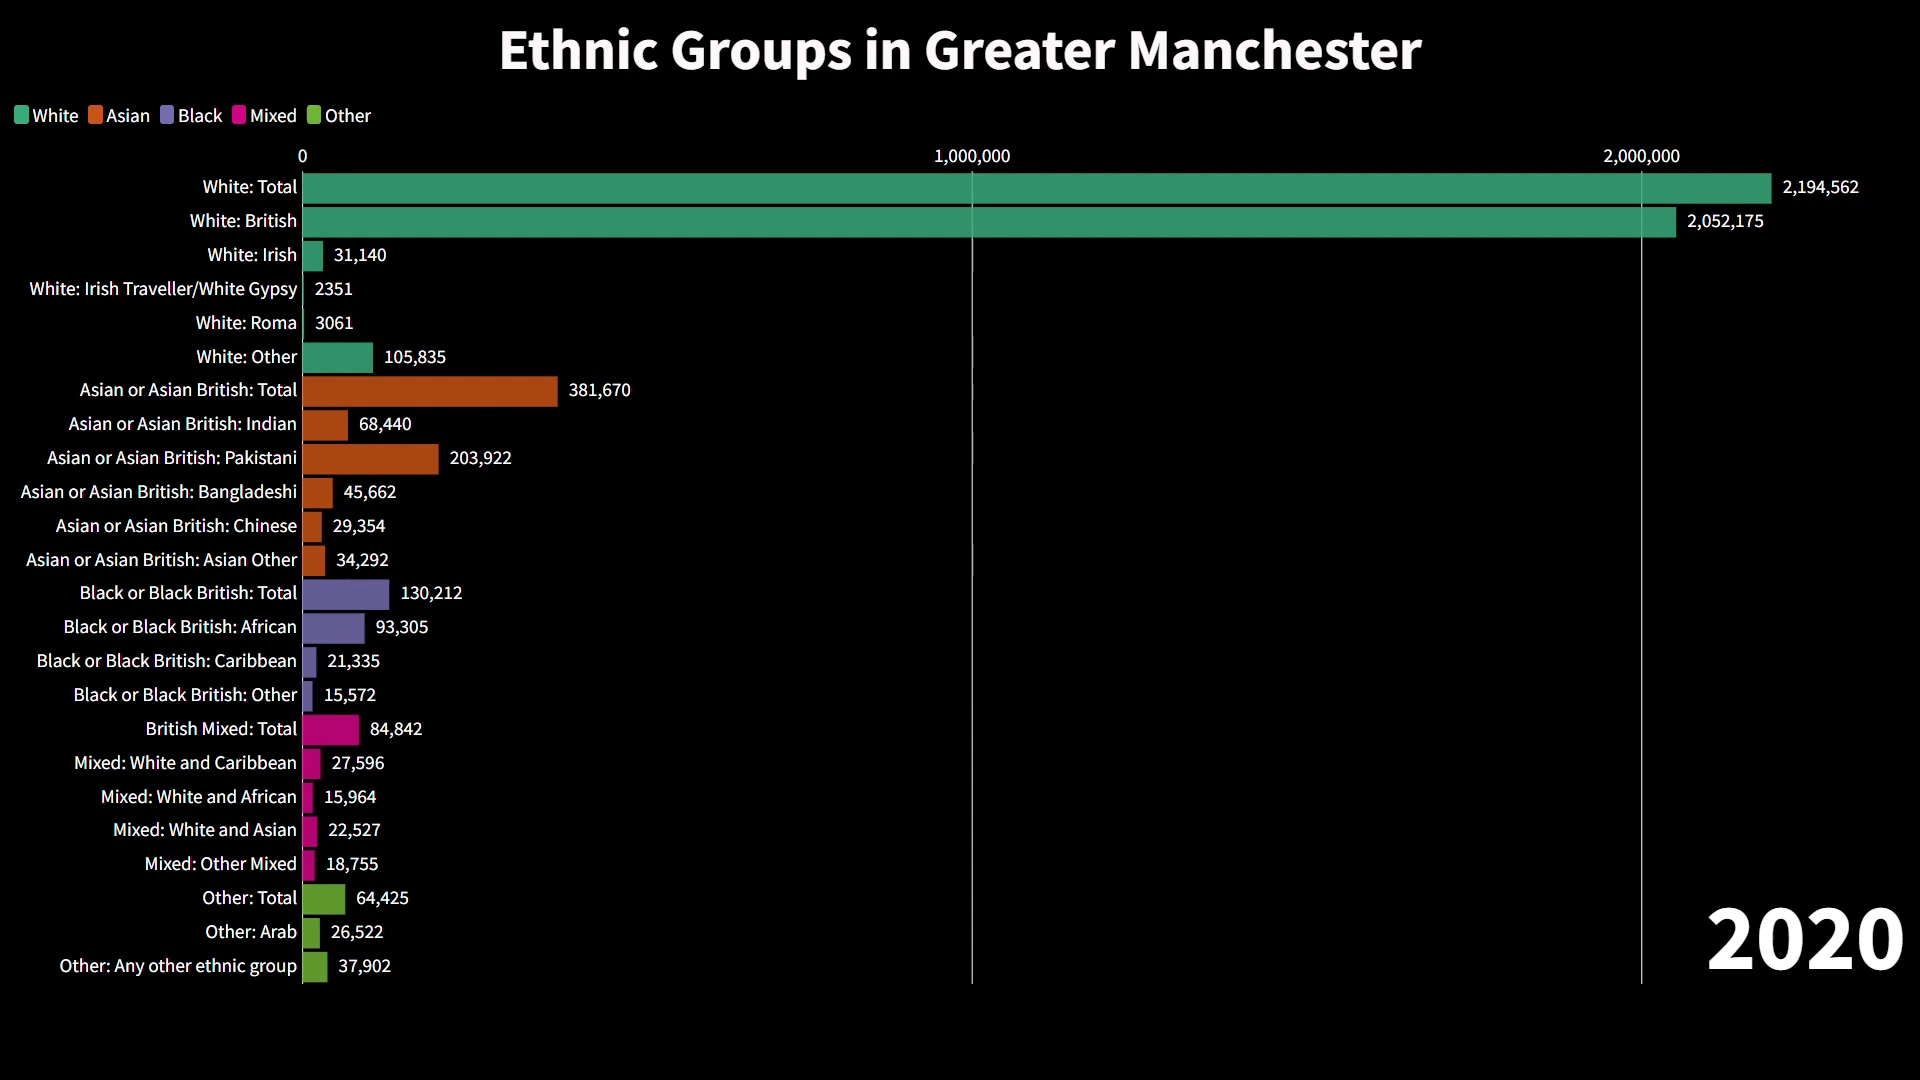 Ethnic Groups in Greater Manchester
White Asian Black Mixed Other
0 1,000,000 2,000,000
White: Total 2,194,562
White: British 2,052,175
White: Irish 31,140
White: Irish Traveller/White Gypsy 2351
White: Roma 3061
White: Other 105,835
Asian or Asian British: Total 381,670
Asian or Asian British: Indian 68,440
Asian or Asian British: Pakistani 203,922
Asian or Asian British: Bangladeshi 45,662
Asian or Asian British: Chinese 29,354
Asian or Asian British: Asian Other 34,292
Black or Black British: Total 130,212
Black or Black British: African 93,305
Black or Black British: Caribbean 21,335
Black or Black British: Other 15,572
British Mixed: Total 84,842
Mixed: White and Caribbean 27,596
Mixed: White and African 15,964
Mixed: White and Asian 22,527
Mixed: Other Mixed 18,755
Other: Total 64,425
Other: Arab 26,522
Other: Any other ethnic group 37,902
2020